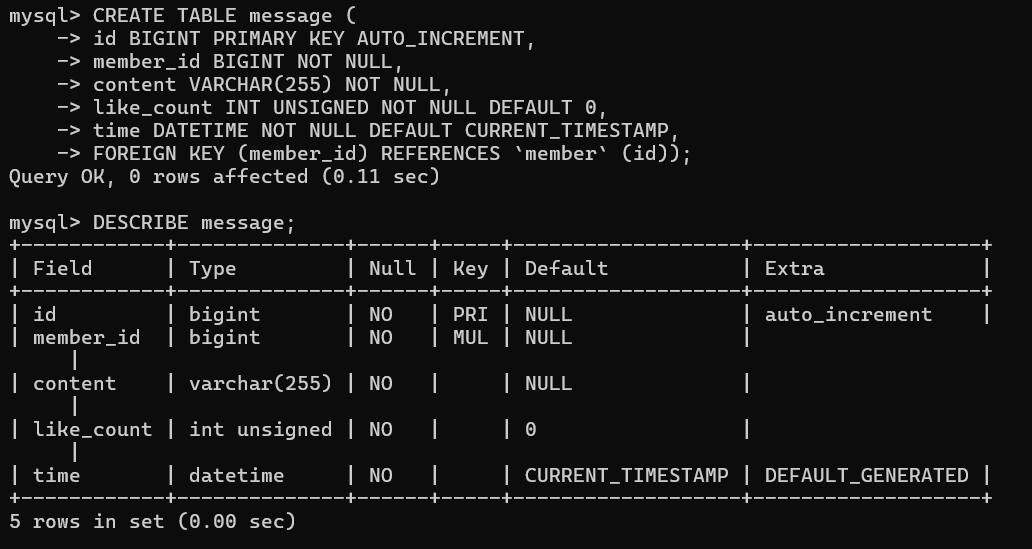 mysql> CREATE TABLE message (
    -> id BIGINT PRIMARY KEY AUTO_INCREMENT,
    -> member_id BIGINT NOT NULL,
    -> content VARCHAR(255) NOT NULL,
    -> like_count INT UNSIGNED NOT NULL DEFAULT 0,
    -> time DATETIME NOT NULL DEFAULT CURRENT_TIMESTAMP,
    -> FOREIGN KEY (member_id) REFERENCES `member` (id));
Query OK, 0 rows affected (0.11 sec)

mysql> DESCRIBE message;
+------------+--------------+------+-----+-------------------+-------------------+
| Field      | Type         | Null | Key | Default           | Extra             |
+------------+--------------+------+-----+-------------------+-------------------+
| id         | bigint       | NO   | PRI | NULL              | auto_increment    |
| member_id  | bigint       | NO   | MUL | NULL              |
     |
| content    | varchar(255) | NO   |     | NULL              |
     |
| like_count | int unsigned | NO   |     | 0                 |
     |
| time       | datetime     | NO   |     | CURRENT_TIMESTAMP | DEFAULT_GENERATED |
+------------+--------------+------+-----+-------------------+-------------------+
5 rows in set (0.00 sec)